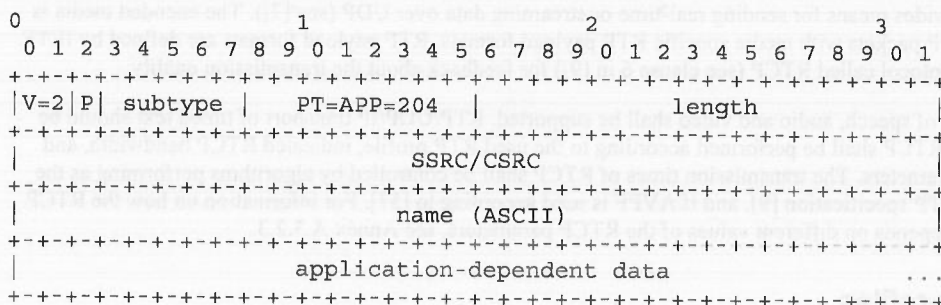 0 1 2 3
0 1 2 3 4 5 6 7 8 9 0 1 2 3 4 5 6 7 8 9 0 1 2 3 4 5 6 7 8 9 0 1
+-+-+-+-+-+-+-+-+-+-+-+-+-+-+-+-+-+-+-+-+-+-+-+-+-+-+-+-+-+-+-+-+
|V=2|P| subtype | PT=APP=204 | length |
+-+-+-+-+-+-+-+-+-+-+-+-+-+-+-+-+-+-+-+-+-+-+-+-+-+-+-+-+-+-+-+-+
| SSRC/CSRC |
+-+-+-+-+-+-+-+-+-+-+-+-+-+-+-+-+-+-+-+-+-+-+-+-+-+-+-+-+-+-+-+-+
| name (ASCII) |
+-+-+-+-+-+-+-+-+-+-+-+-+-+-+-+-+-+-+-+-+-+-+-+-+-+-+-+-+-+-+-+-+
| application-dependent data ...
+-+-+-+-+-+-+-+-+-+-+-+-+-+-+-+-+-+-+-+-+-+-+-+-+-+-+-+-+-+-+-+-+